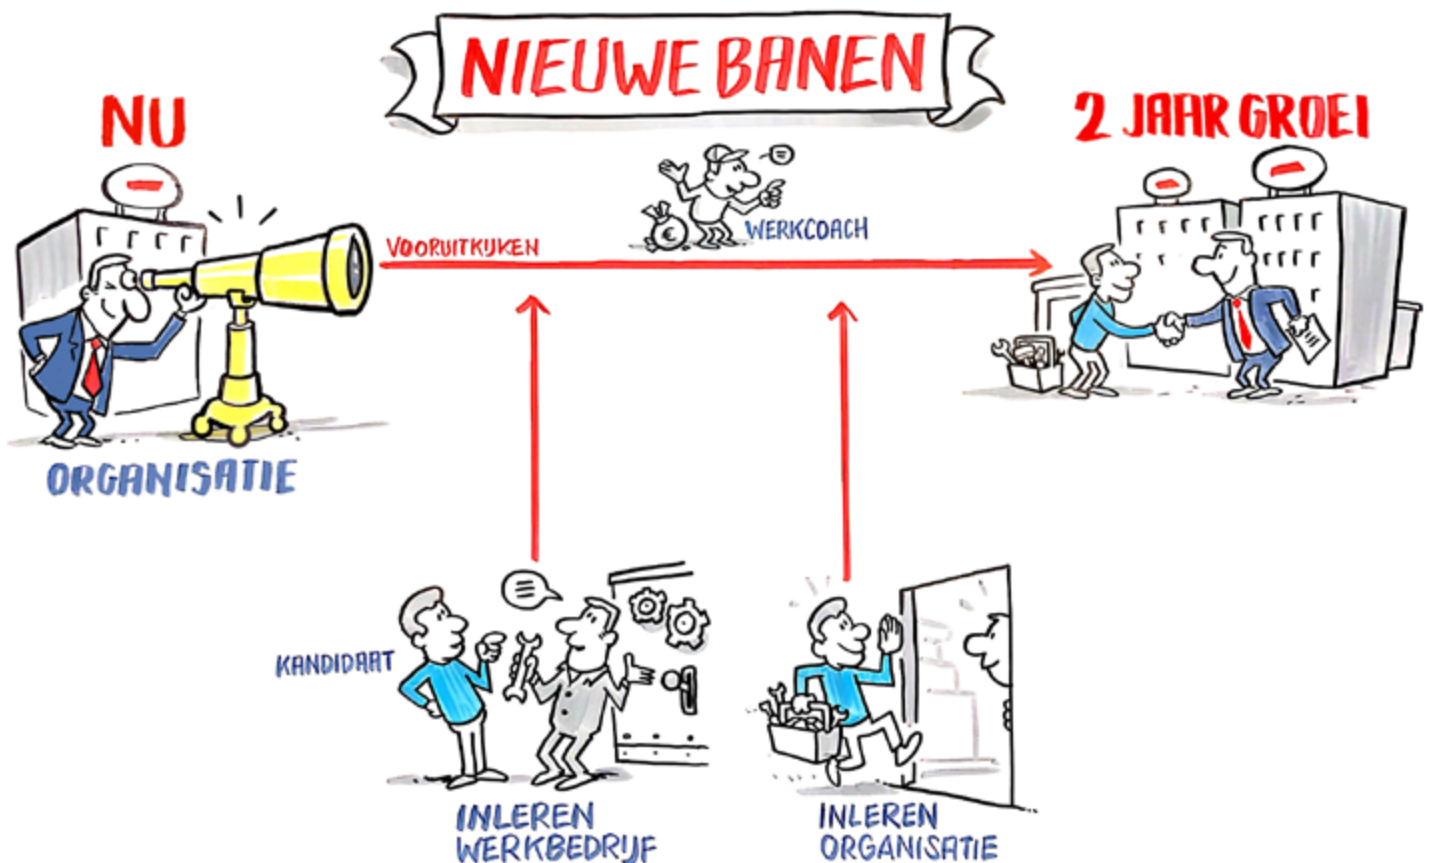 NIEUWE BANEN
NU
2 JAAR GROEI
VOORUITKIJKEN
WERKCOACH
€
ORGANISATIE
KANDIDAAT
INLEREN
WERKBEDRIJF
INLEREN
ORGANISATIE